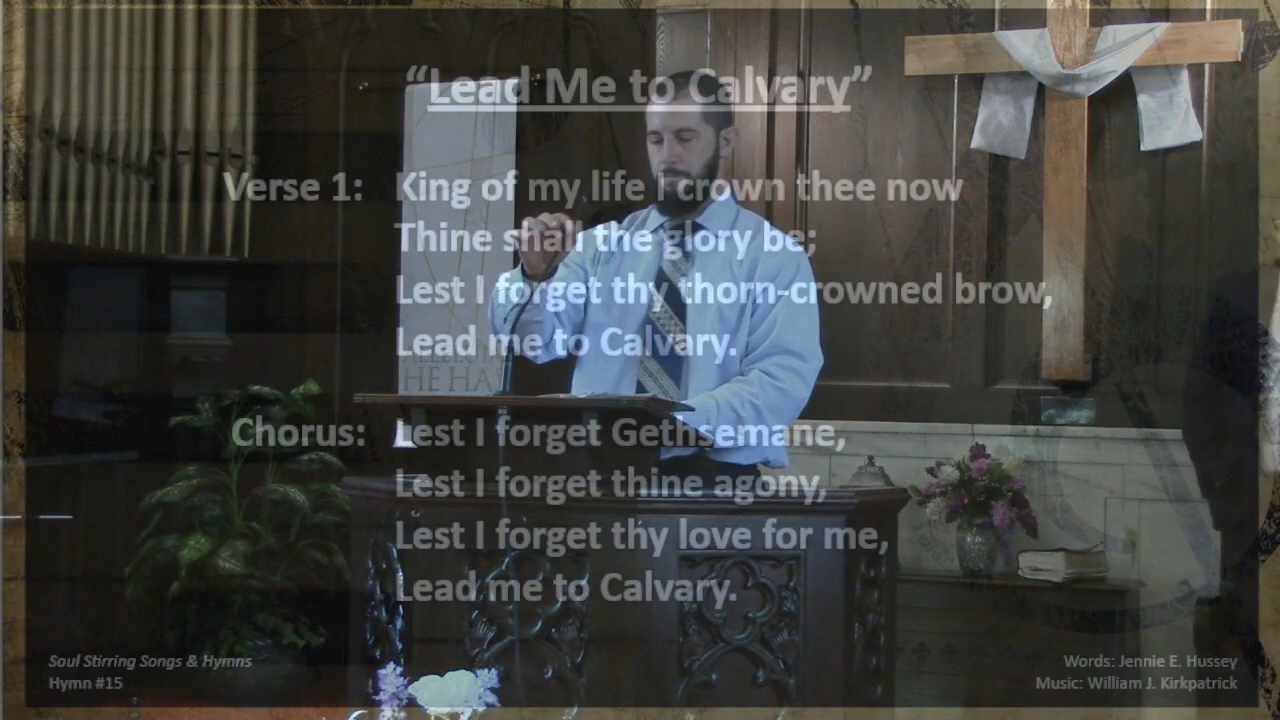 “Lead Me to Calvary”
Verse 1: King of my life I crown thee now
Thine shall the glory be;
Lest I forget thy thorn-crowned brow,
Lead me to Calvary.
HE HA
Chorus: Lest I forget Gethsemane,
Lest I forget thine agony,
Lest I forget thy love for me,
Lead me to Calvary.
Soul Stirring Songs & Hymns
Hymn #15
Words: Jennie E. Hussey
Music: William J. Kirkpatrick